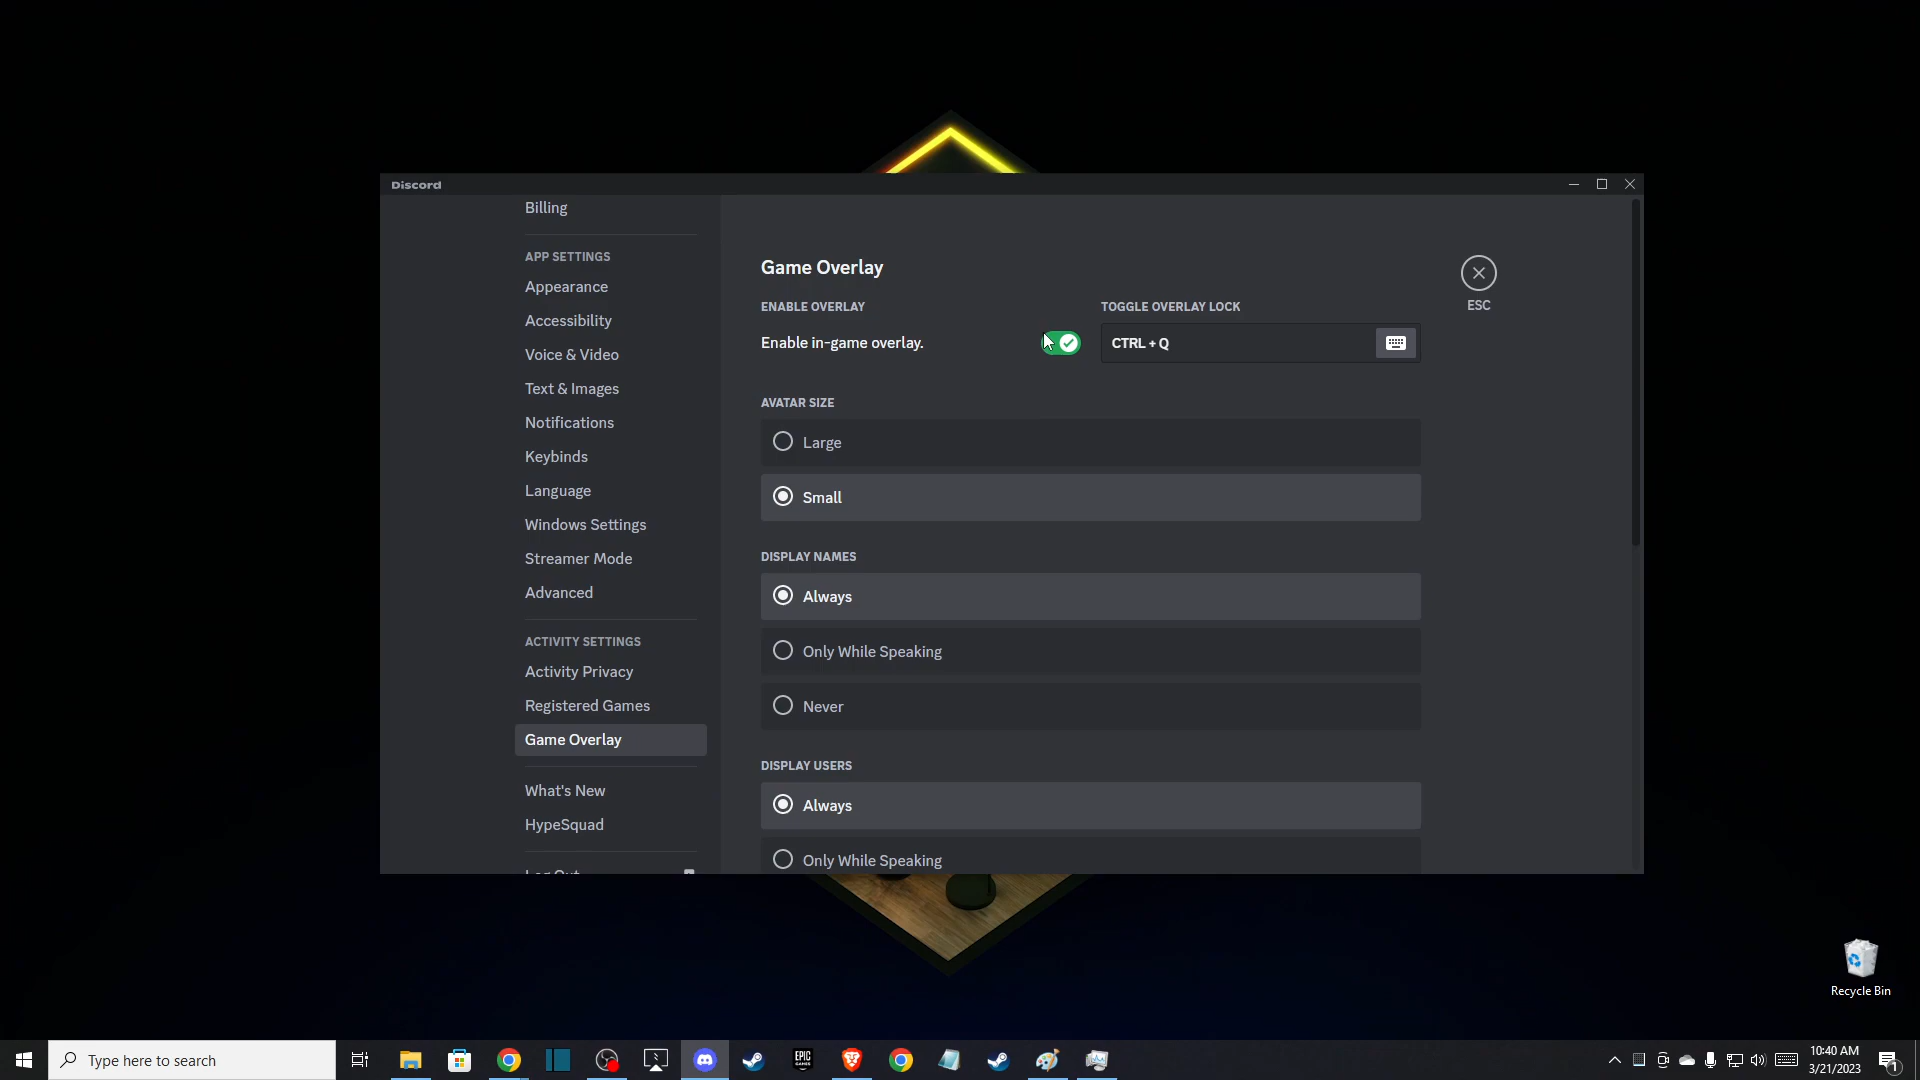 Discord
Billing
APP SETTINGS
Appearance
Accessibility
Voice & Video
Text & Images
Notifications
Keybinds
Language
Windows Settings
Streamer Mode
Advanced
ACTIVITY SETTINGS
Activity Privacy
Registered Games
Game Overlay
What's New
HypeSquad
Game Overlay
ENABLE OVERLAY
Enable in-game overlay.
TOGGLE OVERLAY LOCK
CTRL + Q
ESC
AVATAR SIZE
Large
Small
DISPLAY NAMES
Always
Only While Speaking
Never
DISPLAY USERS
Always
Only While Speaking
Recycle Bin
Type here to search
EPIC
GAMES
10:40 AM
3/21/2023
1